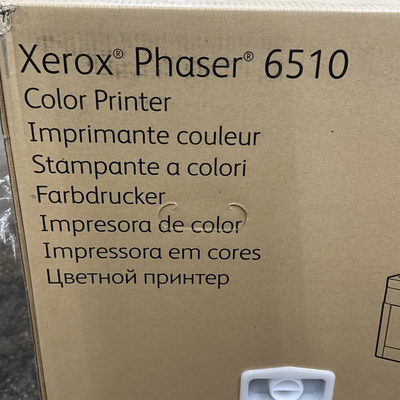 Xerox® Phaser® 6510
Color Printer
Imprimante couleur
Stampante a colori
Farbdrucker
Impresora de color
Impressora em cores
Цветной принтер